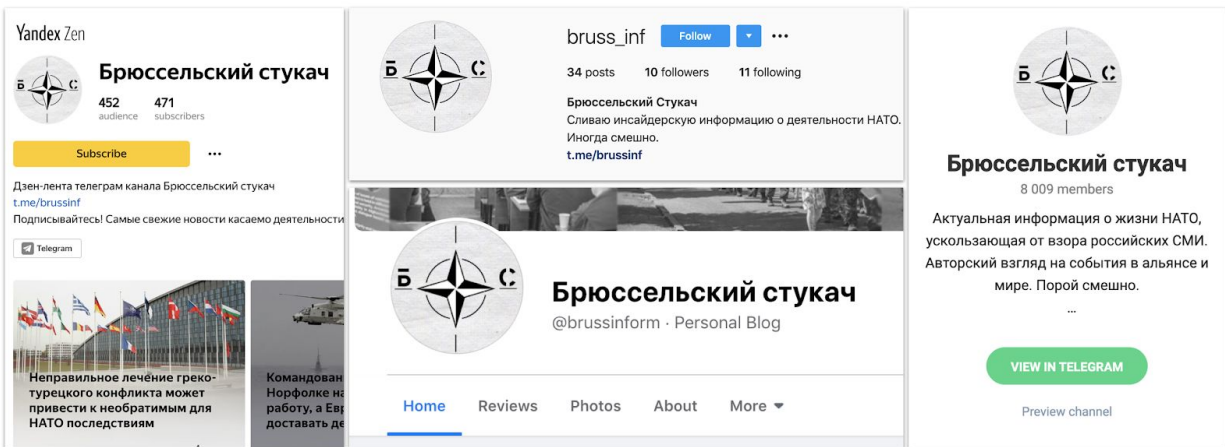 Yandex Zen
Б С
Брюссельский стукач
452 471
audience subscribers
Subscribe
Дзен-лента телеграм канала Брюссельский стукач
t.me/brussinf
Подписывайтесь! Самые свежие новости касаемо деятельности
Telegram
Неправильное лечение греко-
турецкого конфликта может
привести к необратимым для
НАТО последствиям
Командован
Норфолке на
работу, а Евр
доставать де
Б С
bruss_inf Follow
34 posts 10 followers 11 following
Брюссельский Стукач
Сливаю инсайдерскую информацию о деятельности НАТО.
Иногда смешно.
t.me/brussinf
Б С
Брюссельский стукач
@brussinform · Personal Blog
Home Reviews Photos About More
Б С
Брюссельский стукач
8 009 members
Актуальная информация о жизни НАТО,
ускользающая от взора российских СМИ.
Авторский взгляд на события в альянсе и
мире. Порой смешно.
...
VIEW IN TELEGRAM
Preview channel